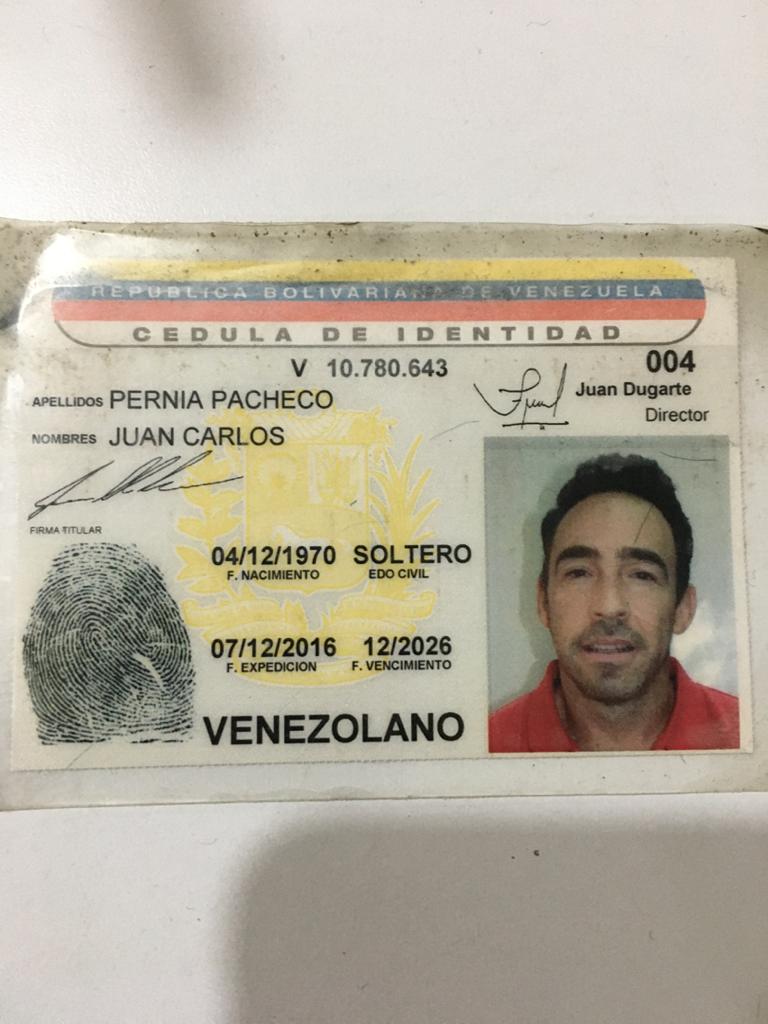 REPUBLICA BOLIVARIANA DE VENEZUELA
CEDULA DE IDENTIDAD
V 10.780.643
004
APELLIDOS PERNIA PACHECO
Juan Dugarte
Director
NOMBRES JUAN CARLOS
FIRMA TITULAR
04/12/1970 SOLTERO
F. NACIMIENTO EDO CIVIL
07/12/2016 12/2026
F. EXPEDICION F. VENCIMIENTO
VENEZOLANO